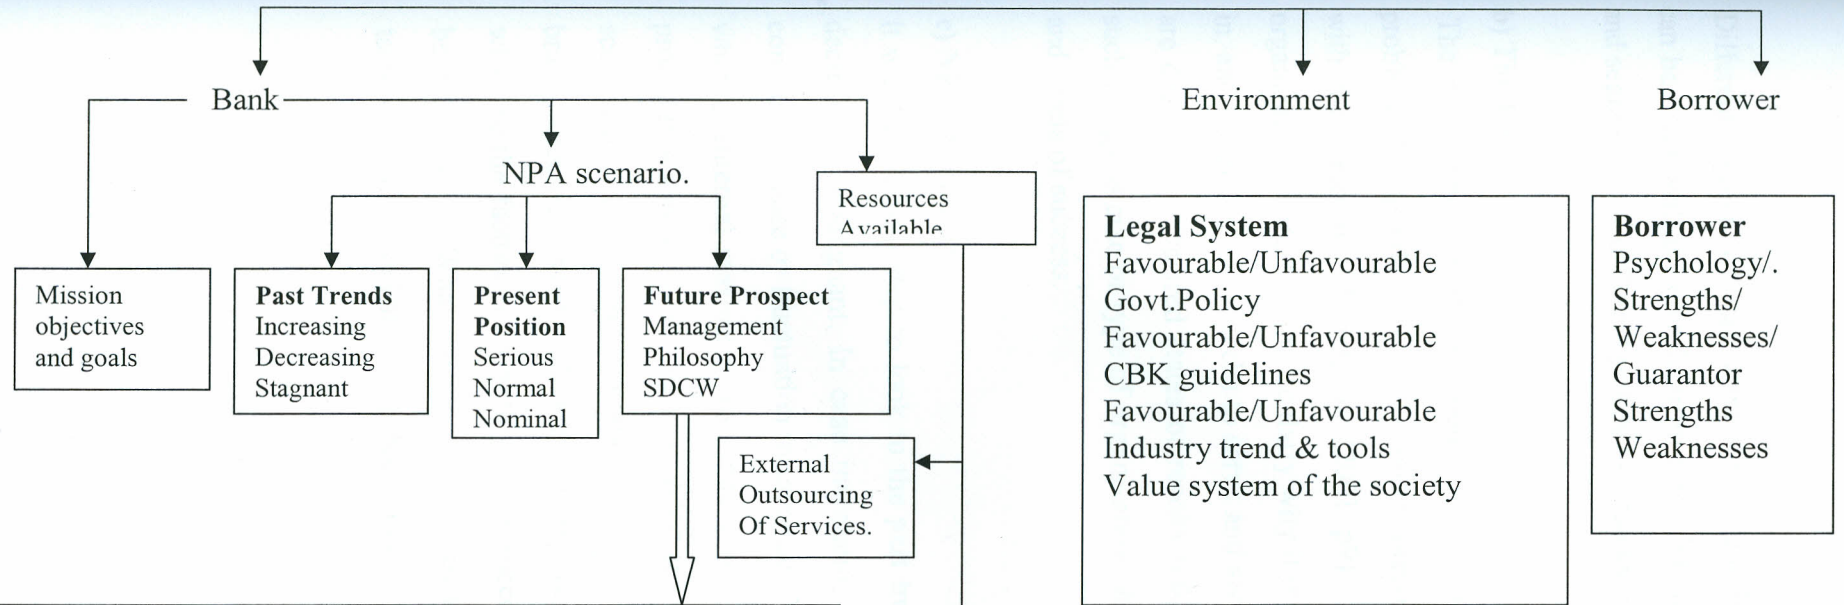 Bank
Environment
Borrower
NPA scenario.
Resources
Available
Mission
objectives
and goals
Past Trends
Increasing
Decreasing
Stagnant
Present
Position
Serious
Normal
Nominal
Future Prospect
Management
Philosophy
SDCW
External
Outsourcing
Of Services.
Legal System
Favourable/Unfavourable
Govt.Policy
Favourable/Unfavourable
CBK guidelines
Favourable/Unfavourable
Industry trend & tools
Value system of the society
Borrower
Psychology/.
Strengths/
Weaknesses/
Guarantor
Strengths
Weaknesses